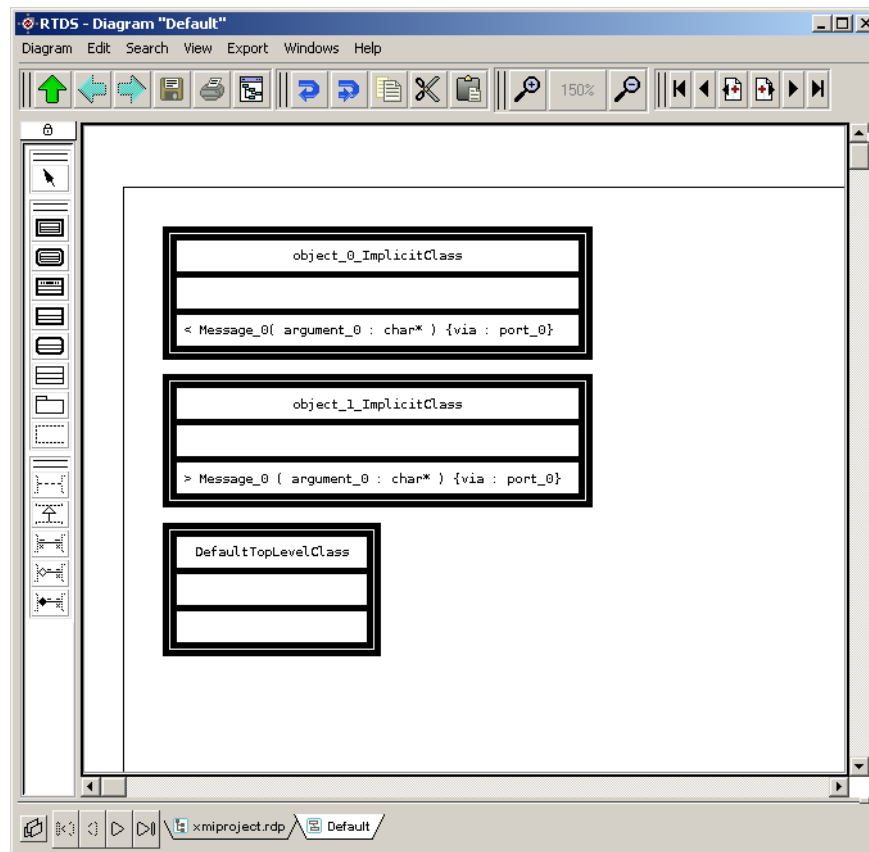 RTDS - Diagram "Default"
Diagram Edit Search View Export Windows Help
150%
object_0_ImplicitClass
< Message_0( argument_0 : char* ) {via : port_0}
object_1_ImplicitClass
> Message_0 ( argument_0 : char* ) {via : port_0}
DefaultTopLevelClass
xmiproject.rdp
Default